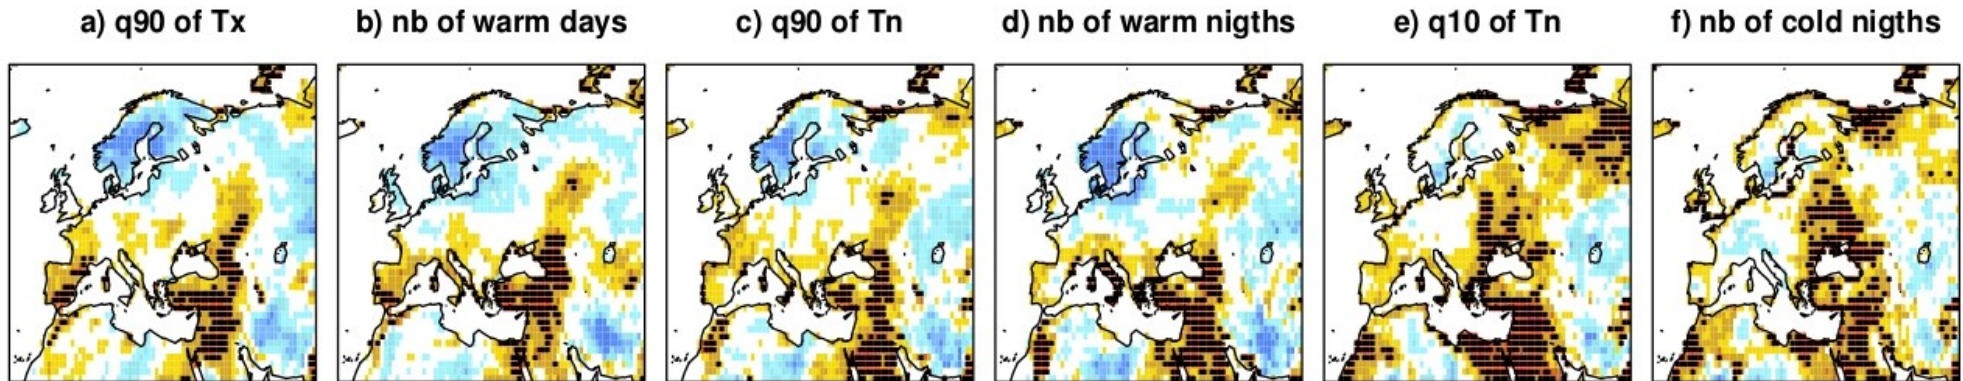 a) q90 of Tx
b) nb of warm days
c) q90 of Tn
d) nb of warm nigths
e) q10 of Tn
f) nb of cold nigths